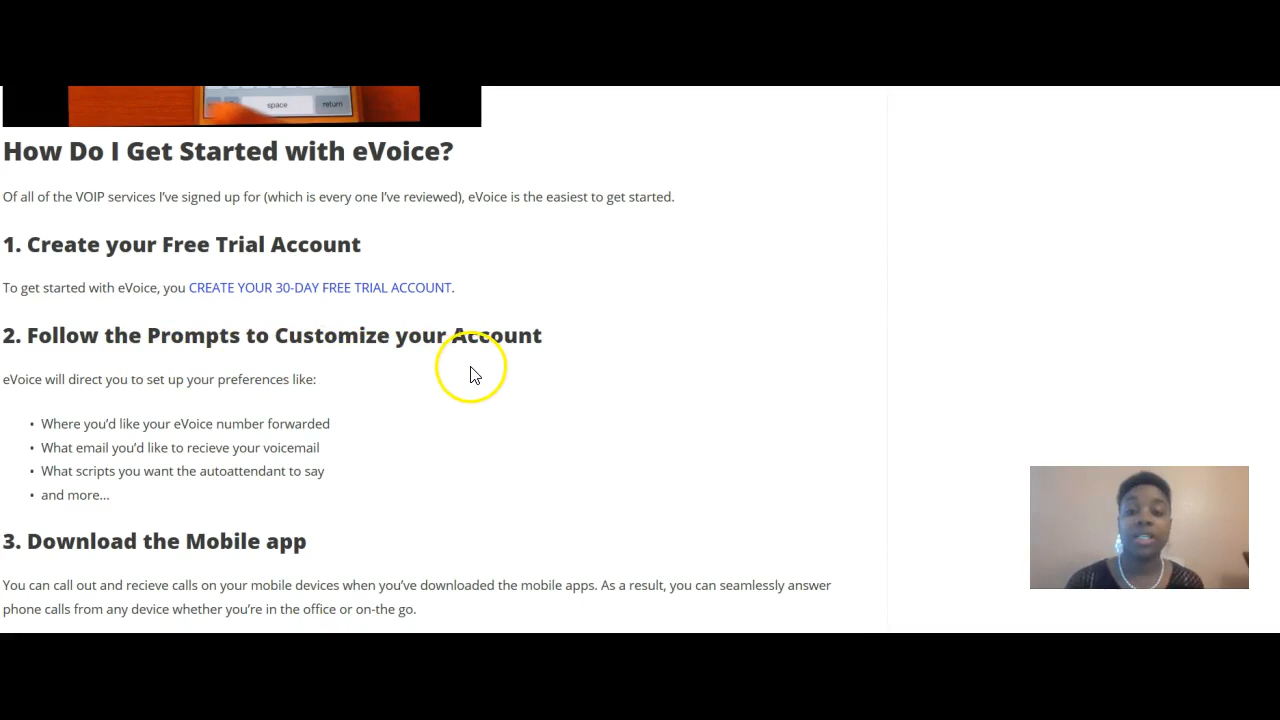 space
return
How Do I Get Started with eVoice?
Of all of the VOIP services I’ve signed up for (which is every one I’ve reviewed), eVoice is the easiest to get started.
1. Create your Free Trial Account
To get started with eVoice, you CREATE YOUR 30-DAY FREE TRIAL ACCOUNT.
2. Follow the Prompts to Customize your Account
eVoice will direct you to set up your preferences like:
• Where you’d like your eVoice number forwarded
• What email you’d like to recieve your voicemail
• What scripts you want the autoattendant to say
• and more…
3. Download the Mobile app
You can call out and recieve calls on your mobile devices when you’ve downloaded the mobile apps. As a result, you can seamlessly answer
phone calls from any device whether you’re in the office or on-the go.